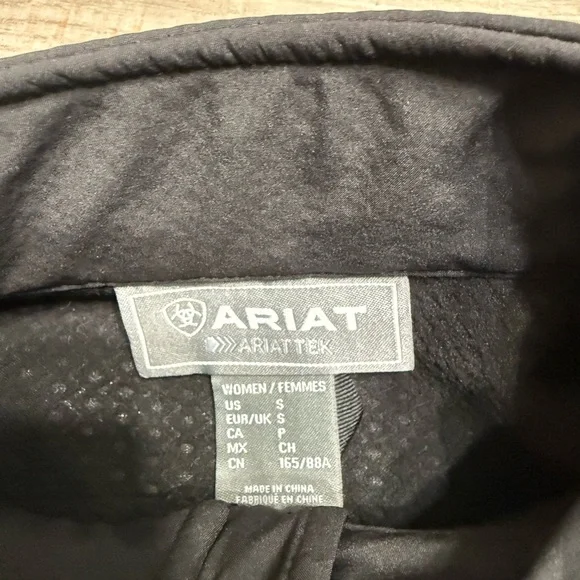 ARIAT
ARIATTEK
WOMEN / FEMMES
US S
EUR/UK S
CA P
MX CH
CN 165/88A
MADE IN CHINA
FABRIQUÉ EN CHINE